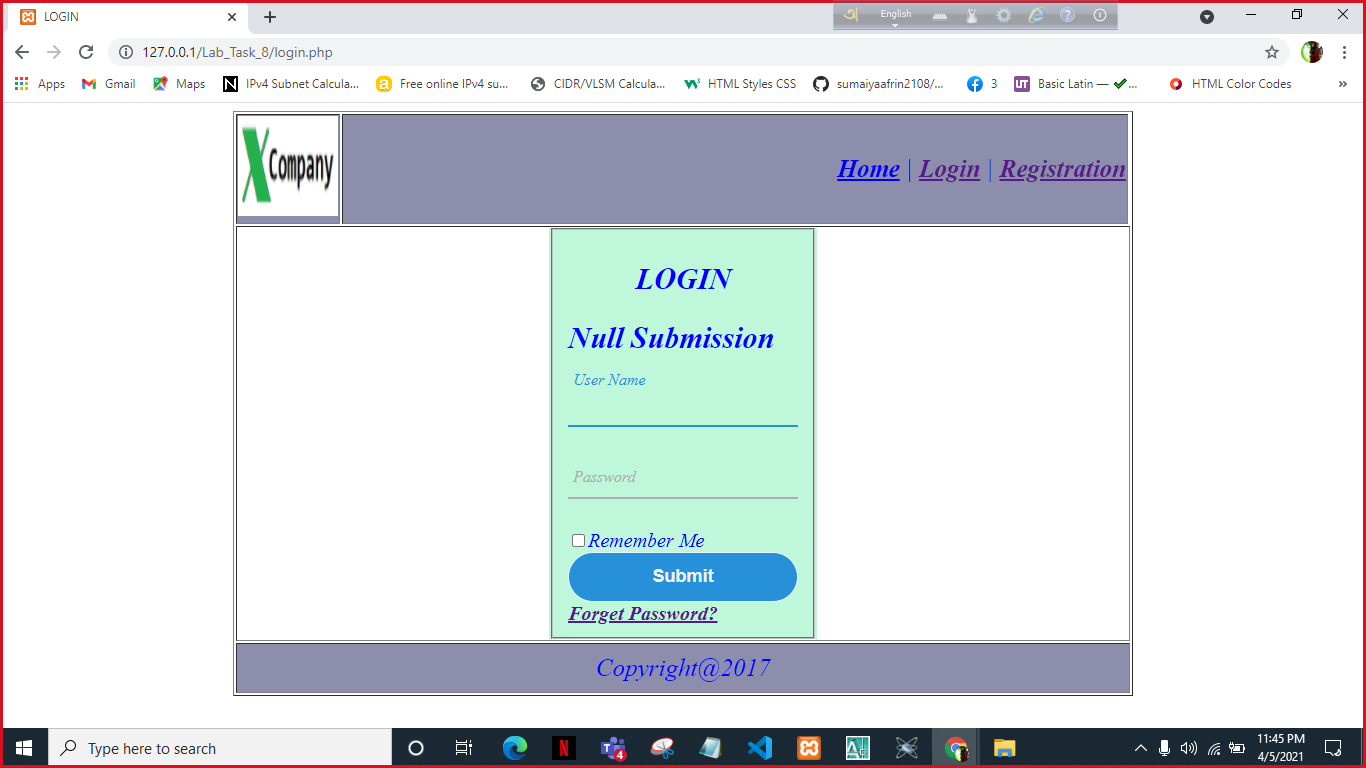 LOGIN
English
127.0.0.1/Lab_Task_8/login.php
Apps Gmail Maps IPv4 Subnet Calcula... Free online IPv4 su... CIDR/VLSM Calcula... HTML Styles CSS sumaiyaafrin2108/... 3 Basic Latin — ✔... HTML Color Codes »
X Company
Home | Login | Registration
LOGIN
Null Submission
User Name
Password
Remember Me
Submit
Forget Password?
Copyright@2017
Type here to search
4
11:45 PM
4/5/2021